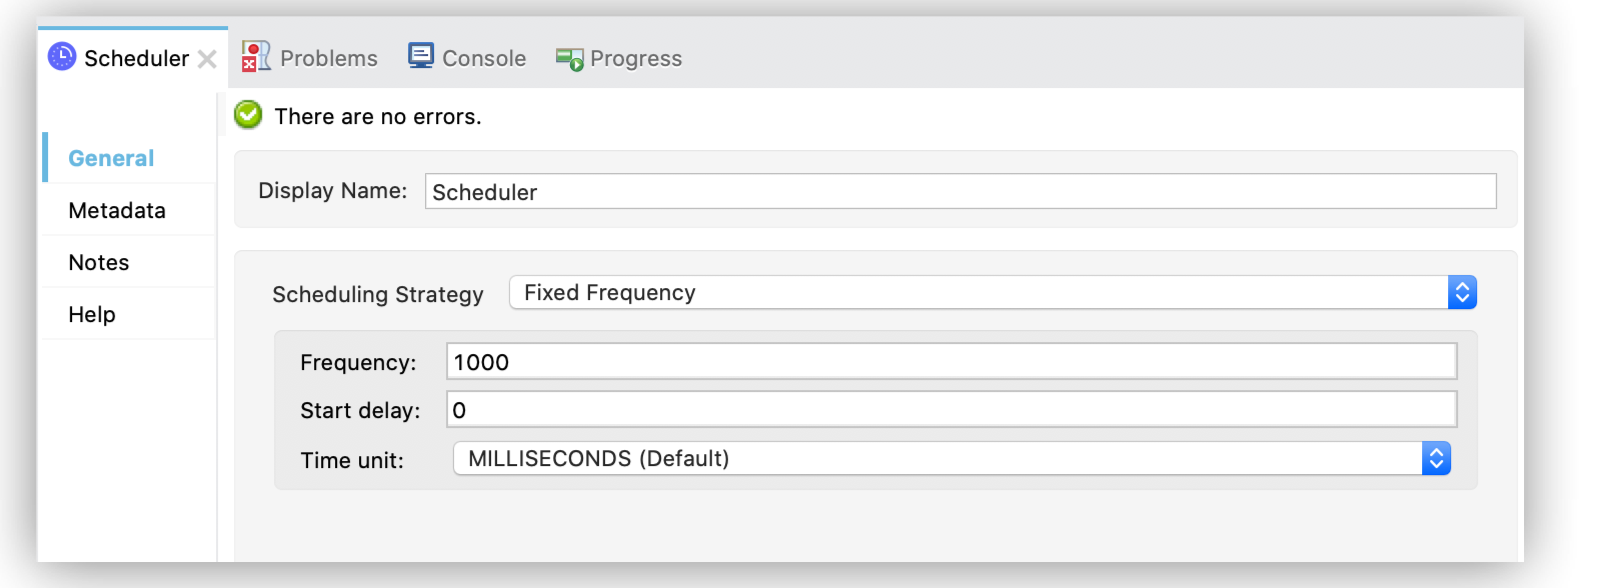 Scheduler Problems Console Progress
There are no errors.
General
Metadata
Notes
Help
Display Name: Scheduler
Scheduling Strategy Fixed Frequency
Frequency: 1000
Start delay: 0
Time unit: MILLISECONDS (Default)